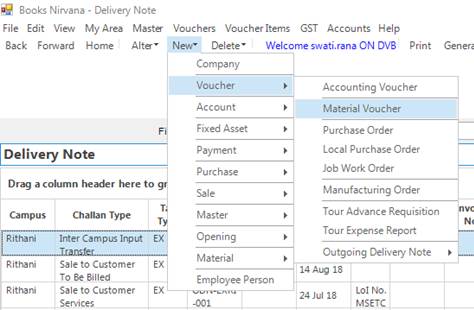 Books Nirvana - Delivery Note
File Edit View My Area Master Vouchers Voucher Items GST Accounts Master
Back Forward Home Alter New Delete Welcome swati.rana ON DVB Print Genera
Company
Voucher
Account
Fixed Asset
Payment
Purchase
Sale
Master
Opening
Material
Employee Person
Accounting Voucher
Material Voucher
Purchase Order
Local Purchase Order
Job Work Order
Manufacturing Order
Tour Advance Requisition
Tour Expense Report
Outgoing Delivery Note
Fi
Delivery Note
Drag a column header here to gr
Campus Challan Type
Rithani Inter Campus Input Transfer EX
Rithani Sale to Customer To Be Billed EX 14 Aug 18
Rithani Sale to Customer Services EX -001 24 Jul 18 LoI No. MSETC